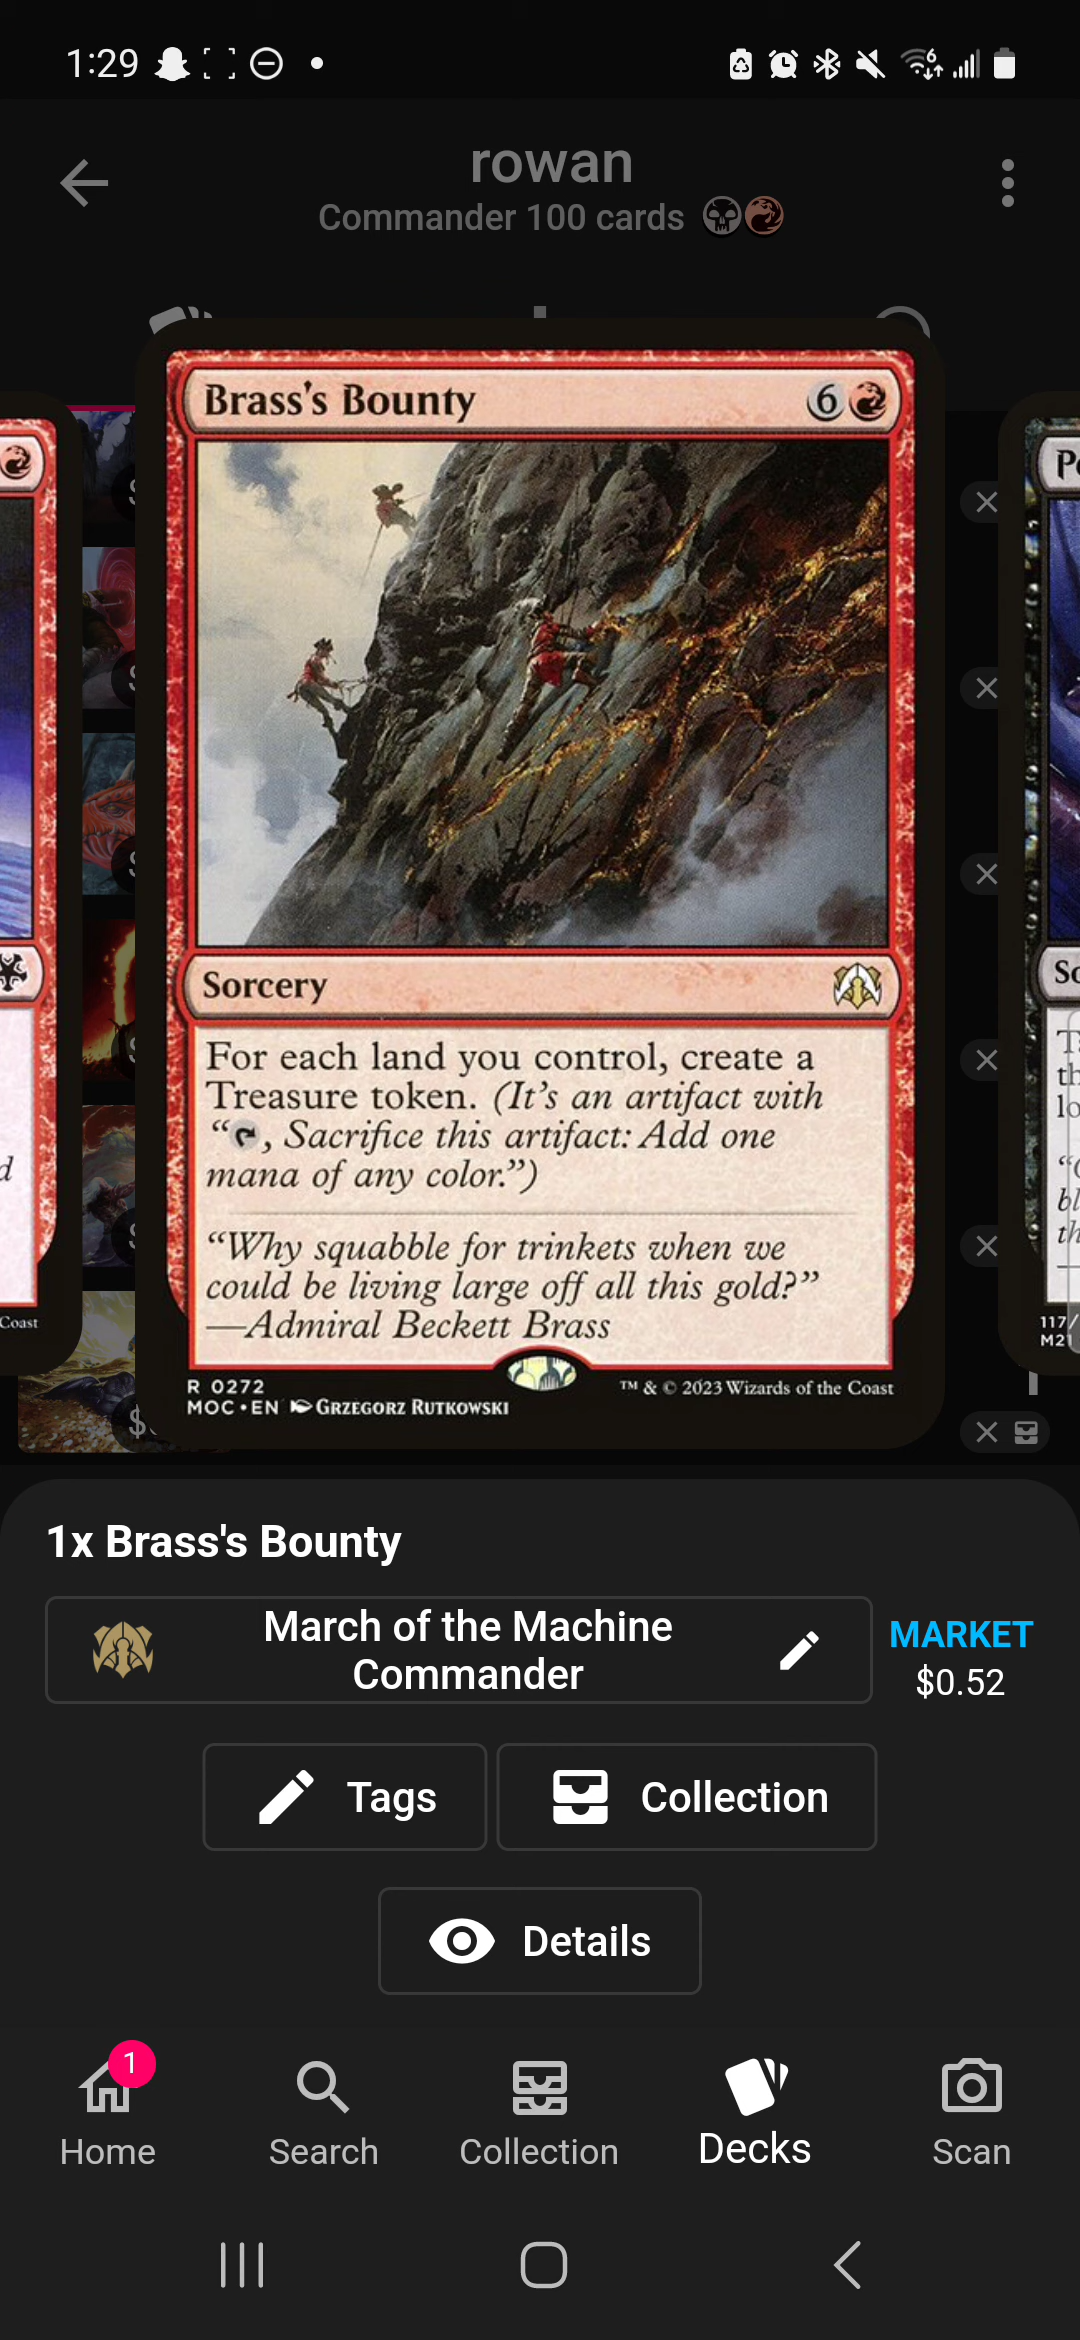 1:29
rowan
Commander 100 cards
Brass's Bounty
6
Sorcery
For each land you control, create a
Treasure token. (It's an artifact with
“, Sacrifice this artifact: Add one
mana of any color.”)
“Why squabble for trinkets when we
could be living large off all this gold?”
—Admiral Beckett Brass
R 0272
MOC•EN GRZEGORZ RUTKOWSKI
™ & © 2023 Wizards of the Coast
Coast
117/
M21
1x Brass's Bounty
March of the Machine
Commander
MARKET
$0.52
Tags
Collection
Details
1
Home
Search
Collection
Decks
Scan